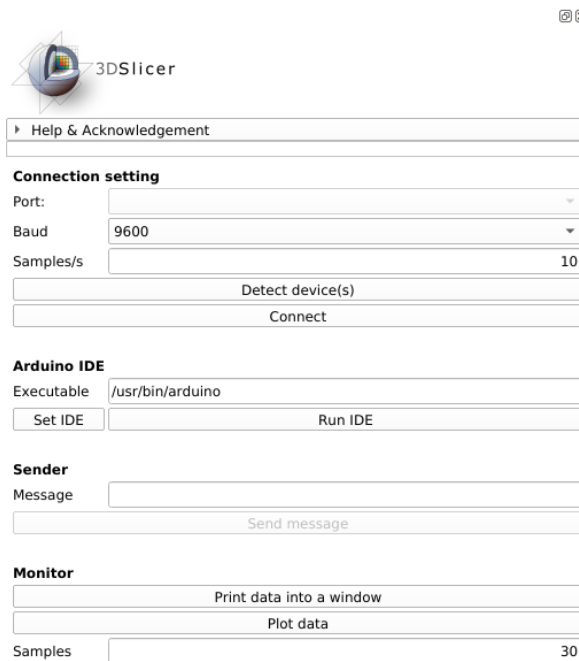 3DSlicer
Help & Acknowledgement
Connection setting
Port:
Baud 9600
Samples/s 10
Detect device(s)
Connect
Arduino IDE
Executable /usr/bin/arduino
Set IDE Run IDE
Sender
Message
Send message
Monitor
Print data into a window
Plot data
Samples 30